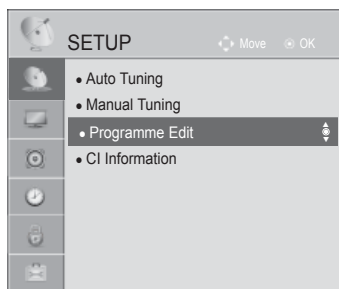 SETUP
Move OK
• Auto Tuning
• Manual Tuning
• Programme Edit
• CI Information